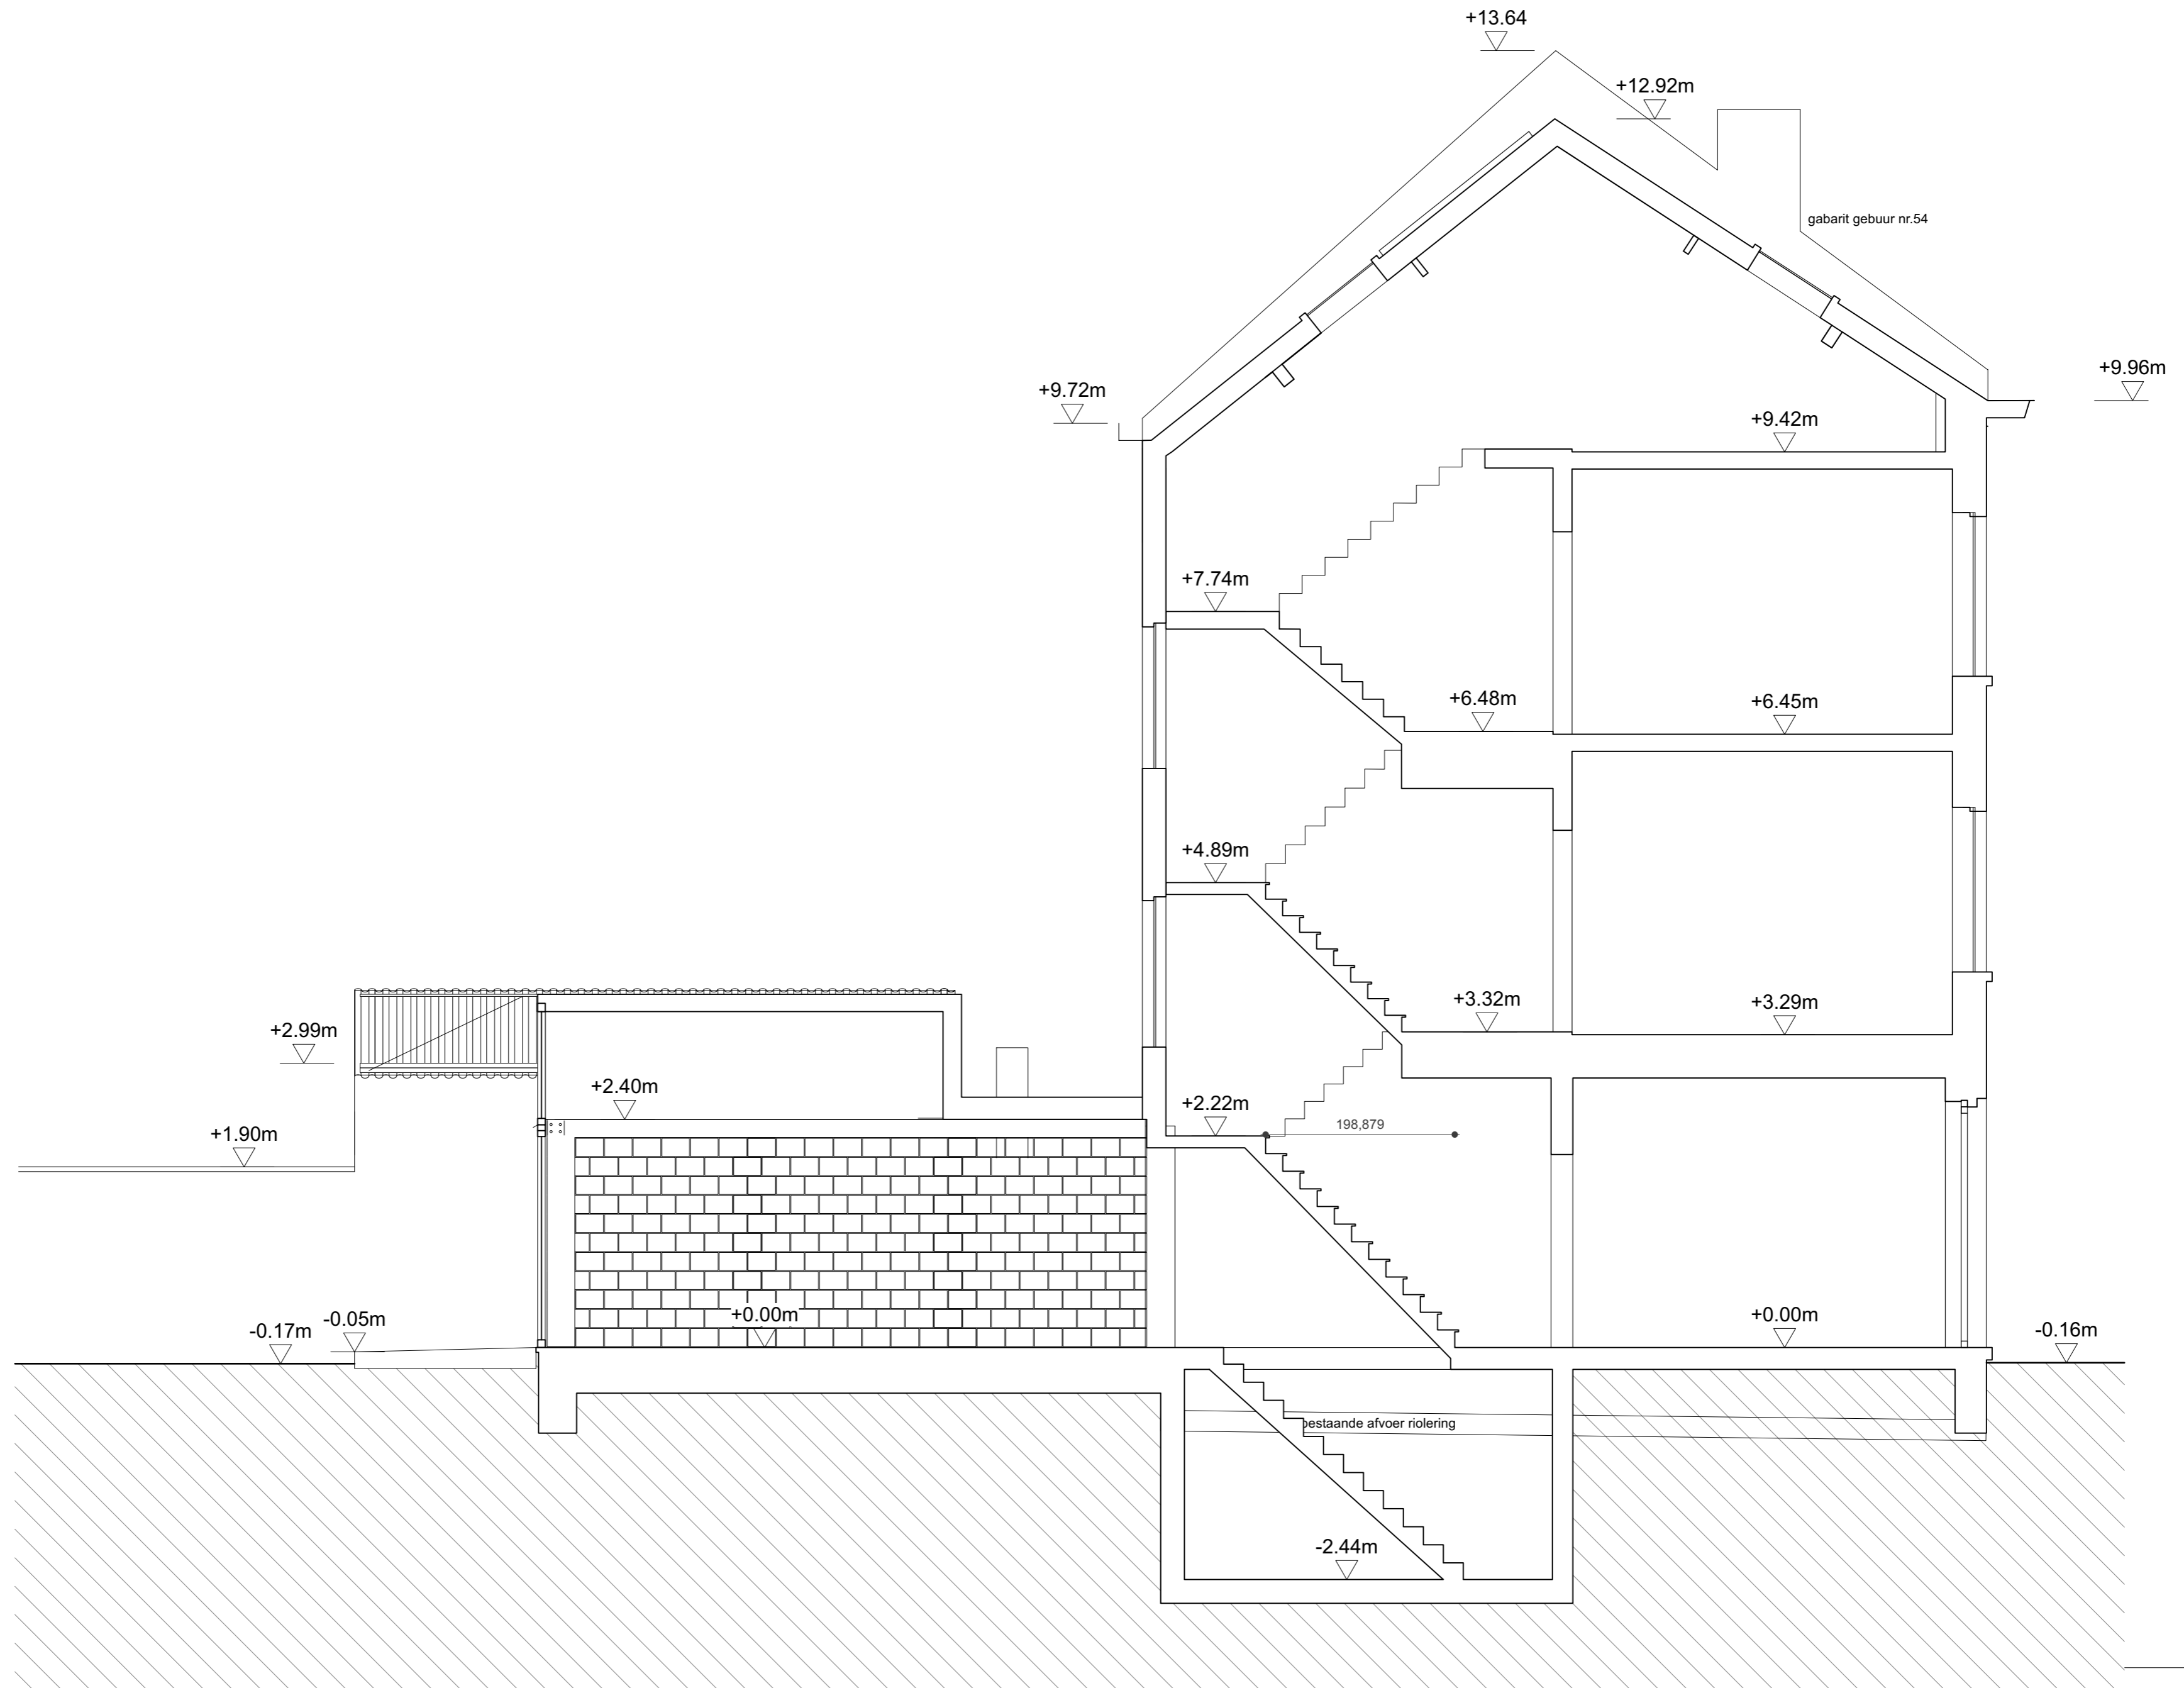 +13.64
+12.92m
gabarit gebuur nr.54
+9.72m
+9.96m
+9.42m
+7.74m
+6.48m
+6.45m
+4.89m
+3.32m
+3.29m
+2.99m
+2.40m
+2.22m
198,879
+1.90m
+0.00m
+0.00m
-0.17m
-0.05m
-0.16m
bestaande afvoer riolering
-2.44m